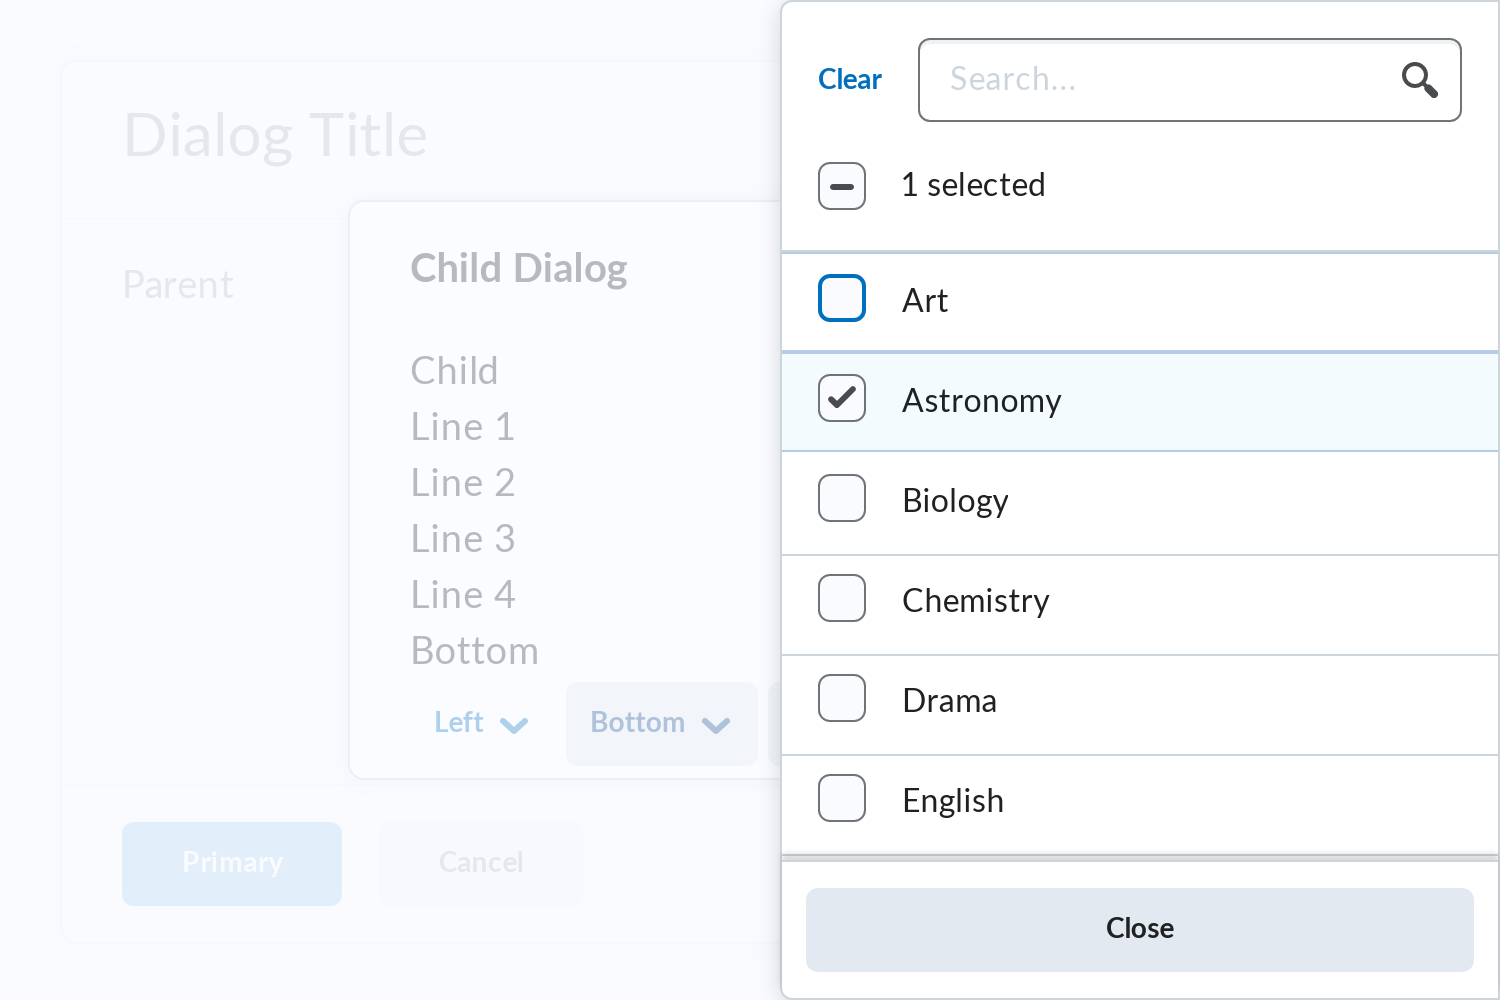 Dialog Title
Parent
Primary
Cancel
Child Dialog
Child
Line 1
Line 2
Line 3
Line 4
Bottom
Left
Bottom
Clear
Search...
1 selected
Art
Astronomy
Biology
Chemistry
Drama
English
Close